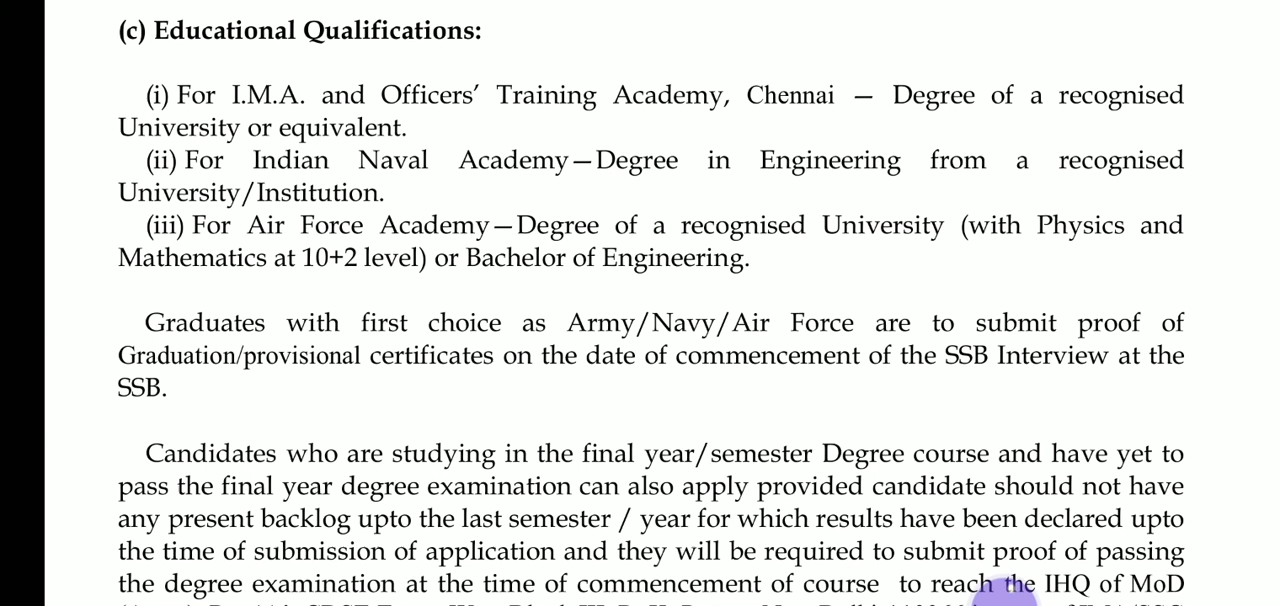 (c) Educational Qualifications:
(i) For I.M.A. and Officers’ Training Academy, Chennai — Degree of a recognised
University or equivalent.
(ii) For Indian Naval Academy—Degree in Engineering from a recognised
University/Institution.
(iii) For Air Force Academy—Degree of a recognised University (with Physics and
Mathematics at 10+2 level) or Bachelor of Engineering.
Graduates with first choice as Army/Navy/Air Force are to submit proof of
Graduation/provisional certificates on the date of commencement of the SSB Interview at the
SSB.
Candidates who are studying in the final year/semester Degree course and have yet to
pass the final year degree examination can also apply provided candidate should not have
any present backlog upto the last semester / year for which results have been declared upto
the time of submission of application and they will be required to submit proof of passing
the degree examination at the time of commencement of course to reach the IHQ of MoD